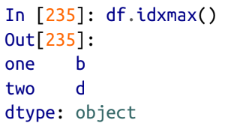 In [235]: df.idxmax()
Out[235]:
one    b
two    d
dtype: object